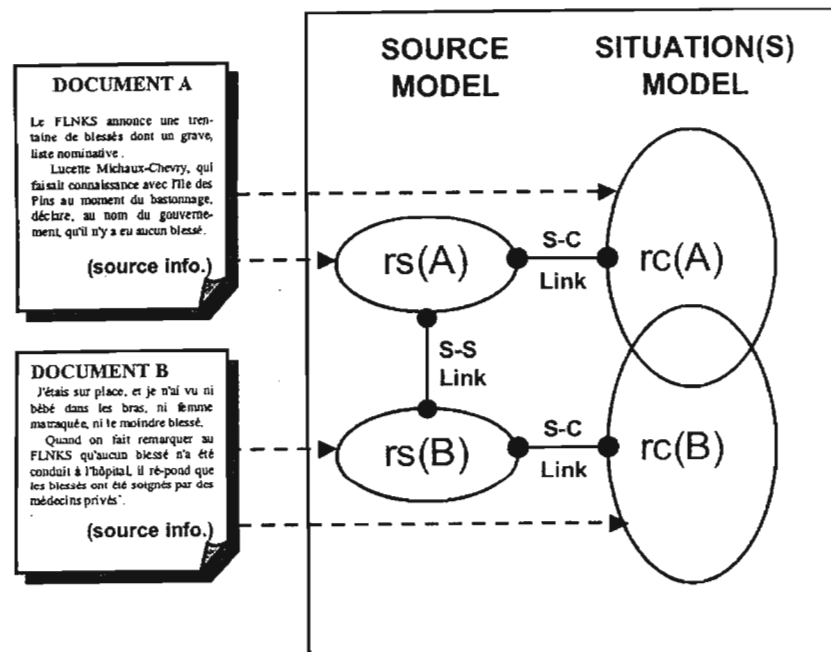 DOCUMENT A
Le FLNKS annonce une tren-
taine de blessés dont un grave,
liste nominative .
Lucette Michaux-Chevry, qui
faisait connaissance avec l'Ile des
Pins au moment du bastonnage,
déclare, au nom du gouverne-
ment, qu'il n'y a eu aucun blessé.
(source info.)
DOCUMENT B
J'étais sur place, et je n'ai vu ni
bébé dans les bras, ni femme
matraquée, ni le moindre blessé.
Quand on fait remarquer au
FLNKS qu'aucun blessé n'a été
conduit à l'hôpital, il ré-pond que
les blessés ont été soignés par des
médecins privés".
(source info.)
SOURCE
MODEL
SITUATION(S)
MODEL
rs(A)
S-C
Link
rc(A)
S-S
Link
rs(B)
S-C
Link
rc(B)